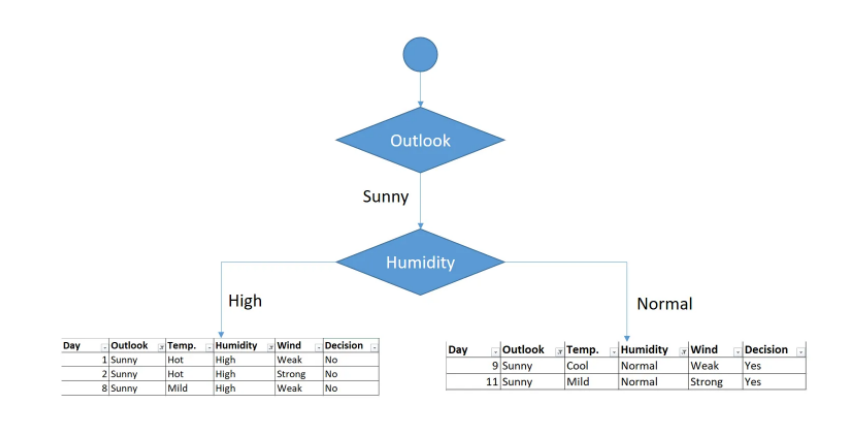 Outlook
Sunny
Humidity
High
Normal
Day Outlook Temp. Humidity Wind Decision
1 Sunny Hot High Weak No
2 Sunny Hot High Strong No
8 Sunny Mild High Weak No
Day Outlook Temp. Humidity Wind Decision
9 Sunny Cool Normal Weak Yes
11 Sunny Mild Normal Strong Yes